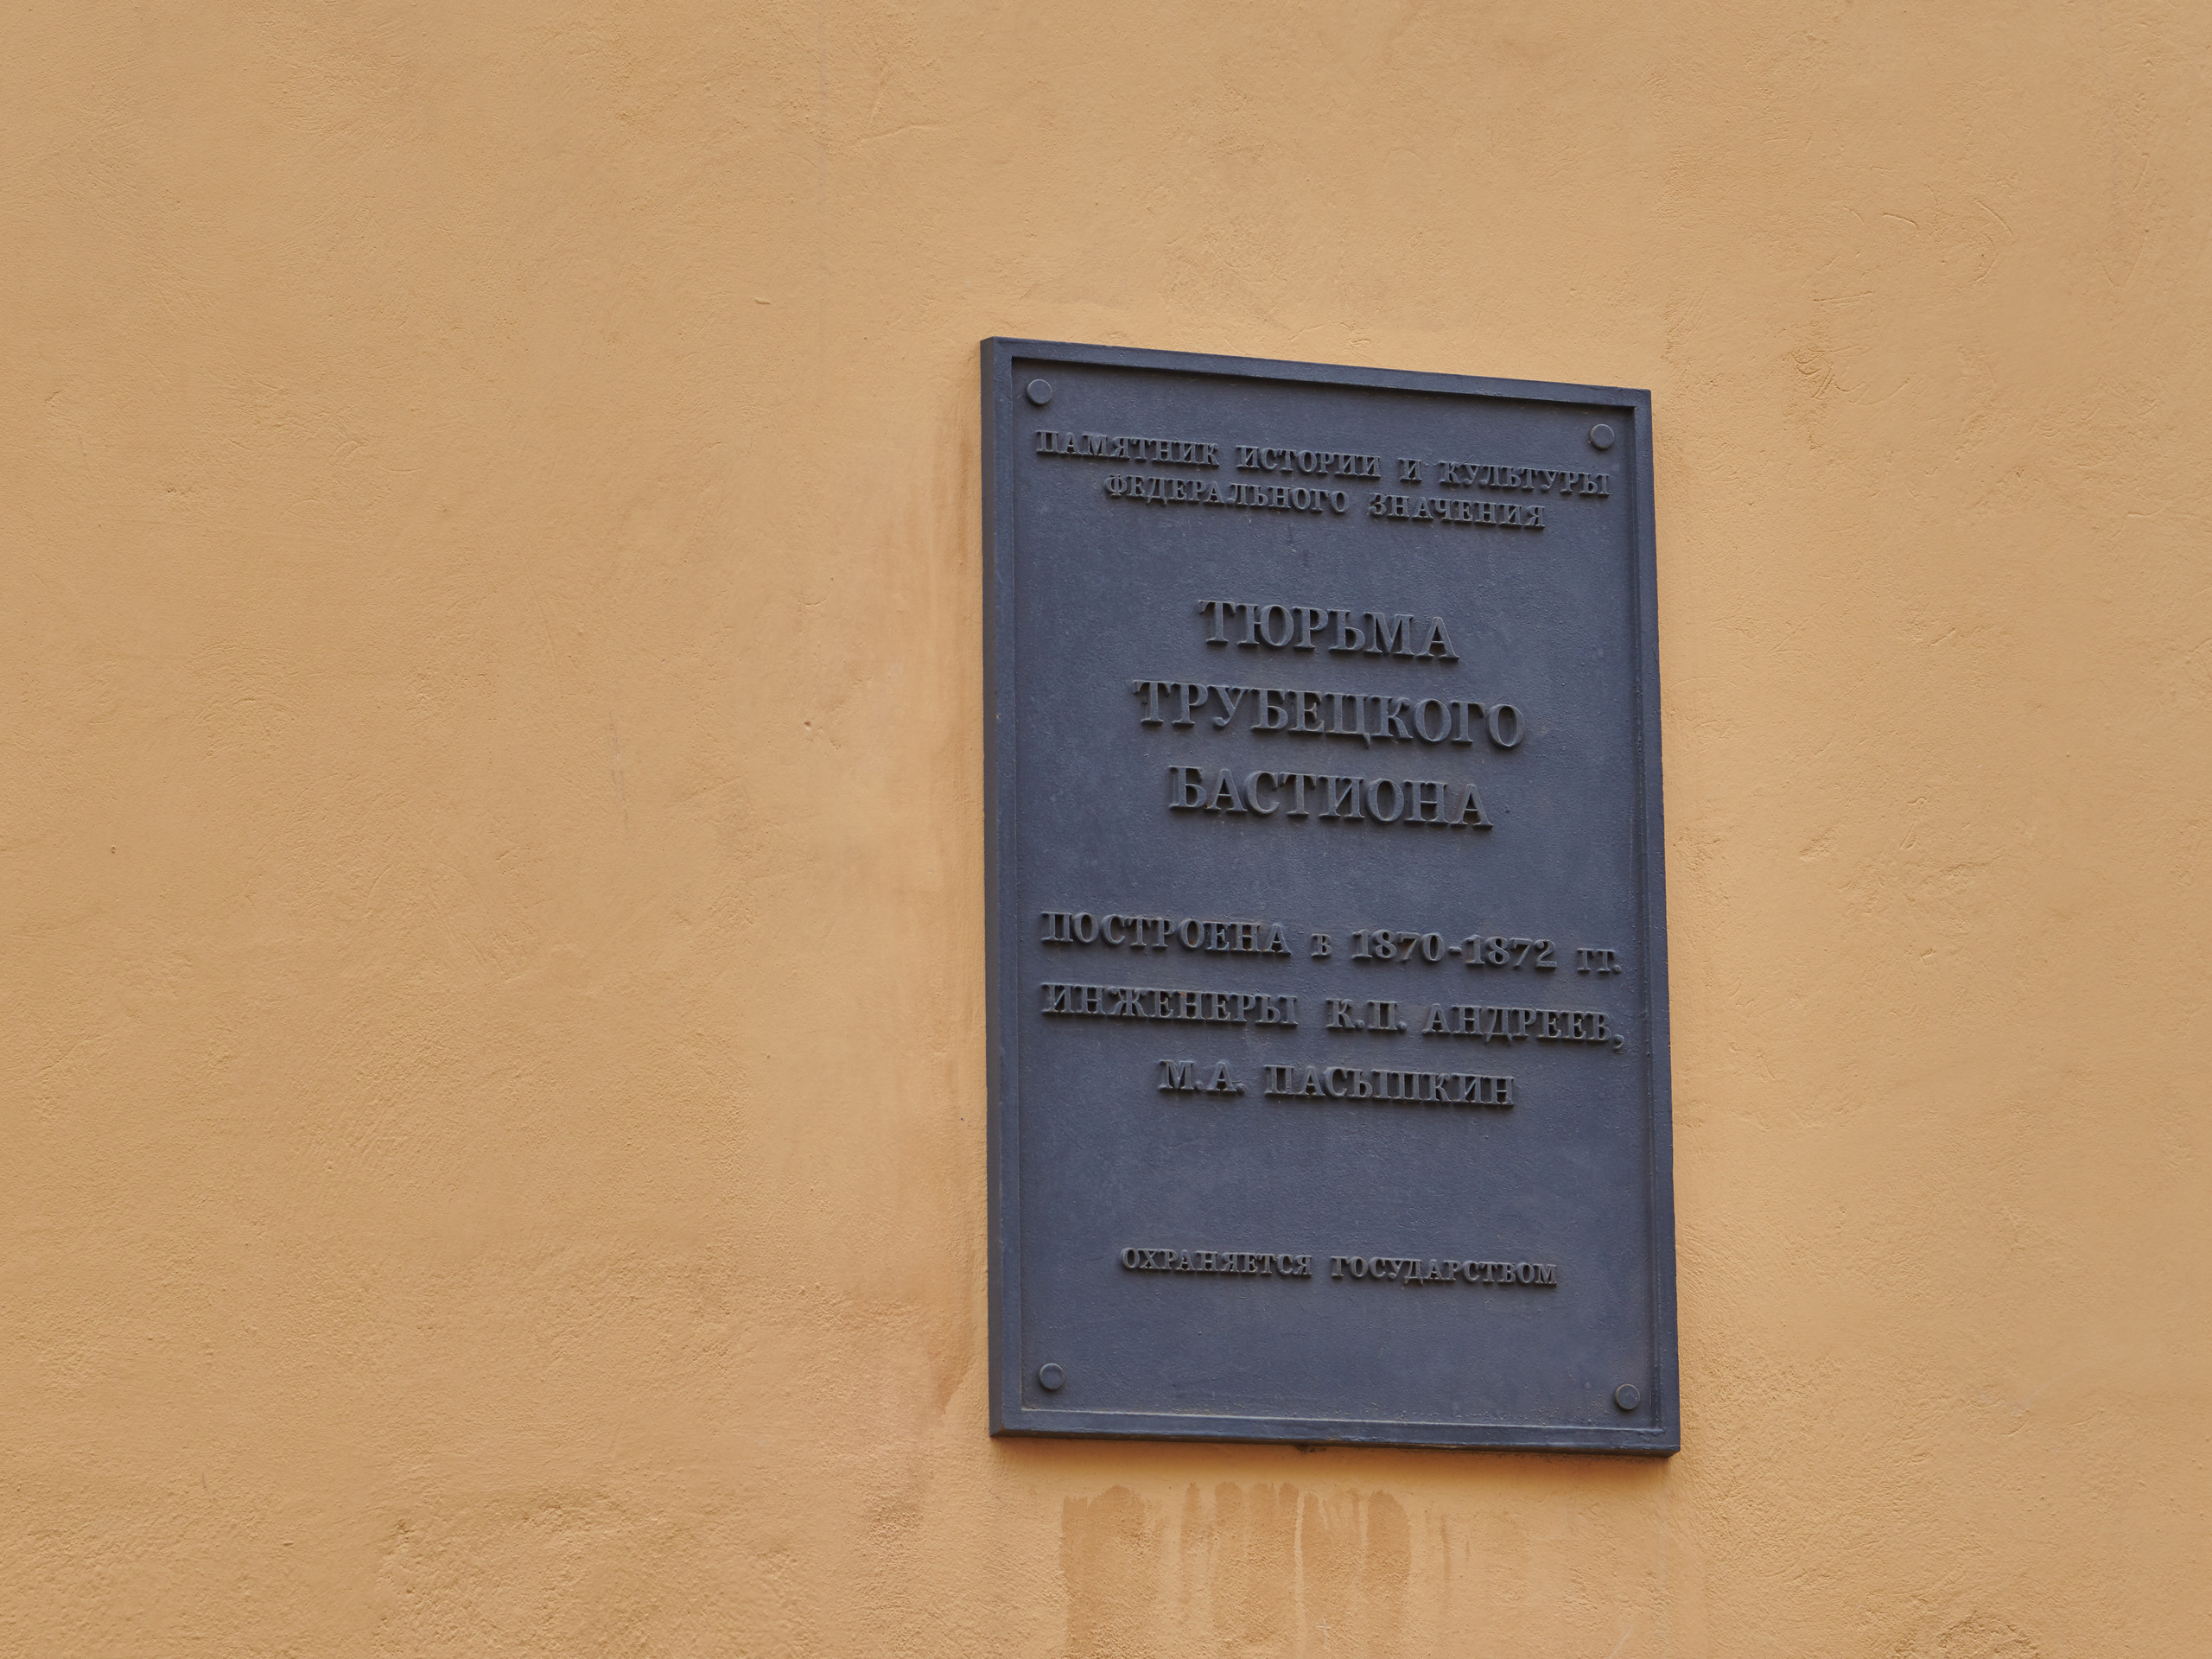 ПАМЯТНИК ИСТОРИИ И КУЛЬТУРЫ
ФЕДЕРАЛЬНОГО ЗНАЧЕНИЯ
ТЮРЬМА
ТРУБЕЦКОГО
БАСТИОНА
ПОСТРОЕНА в 1870-1872 гг.
ИНЖЕНЕРЫ К.П. АНДРЕЕВ,
М.А. ПАСЫПКИН
ОХРАНЯЕТСЯ ГОСУДАРСТВОМ